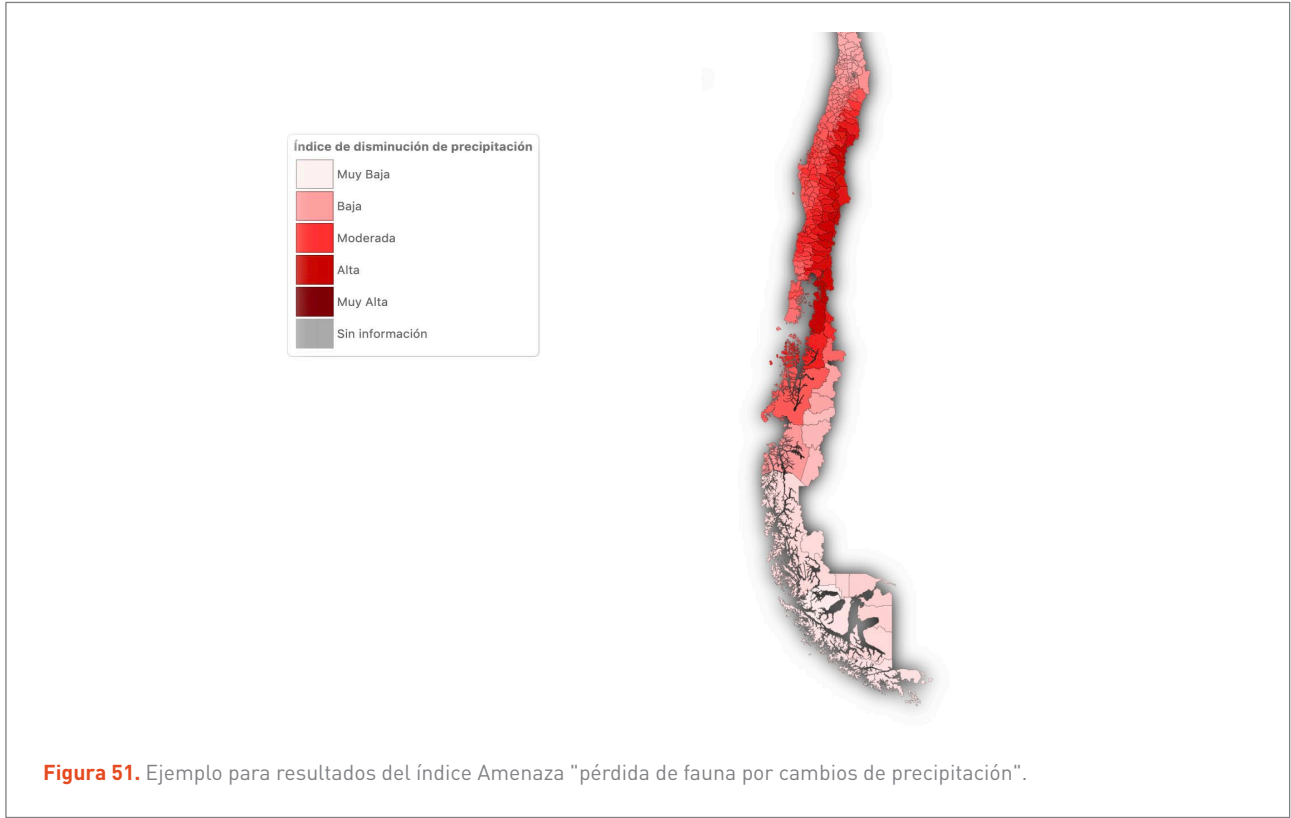 Índice de disminución de precipitación
Muy Baja
Baja
Moderada
Alta
Muy Alta
Sin información
Figura 51. Ejemplo para resultados del índice Amenaza "pérdida de fauna por cambios de precipitación".